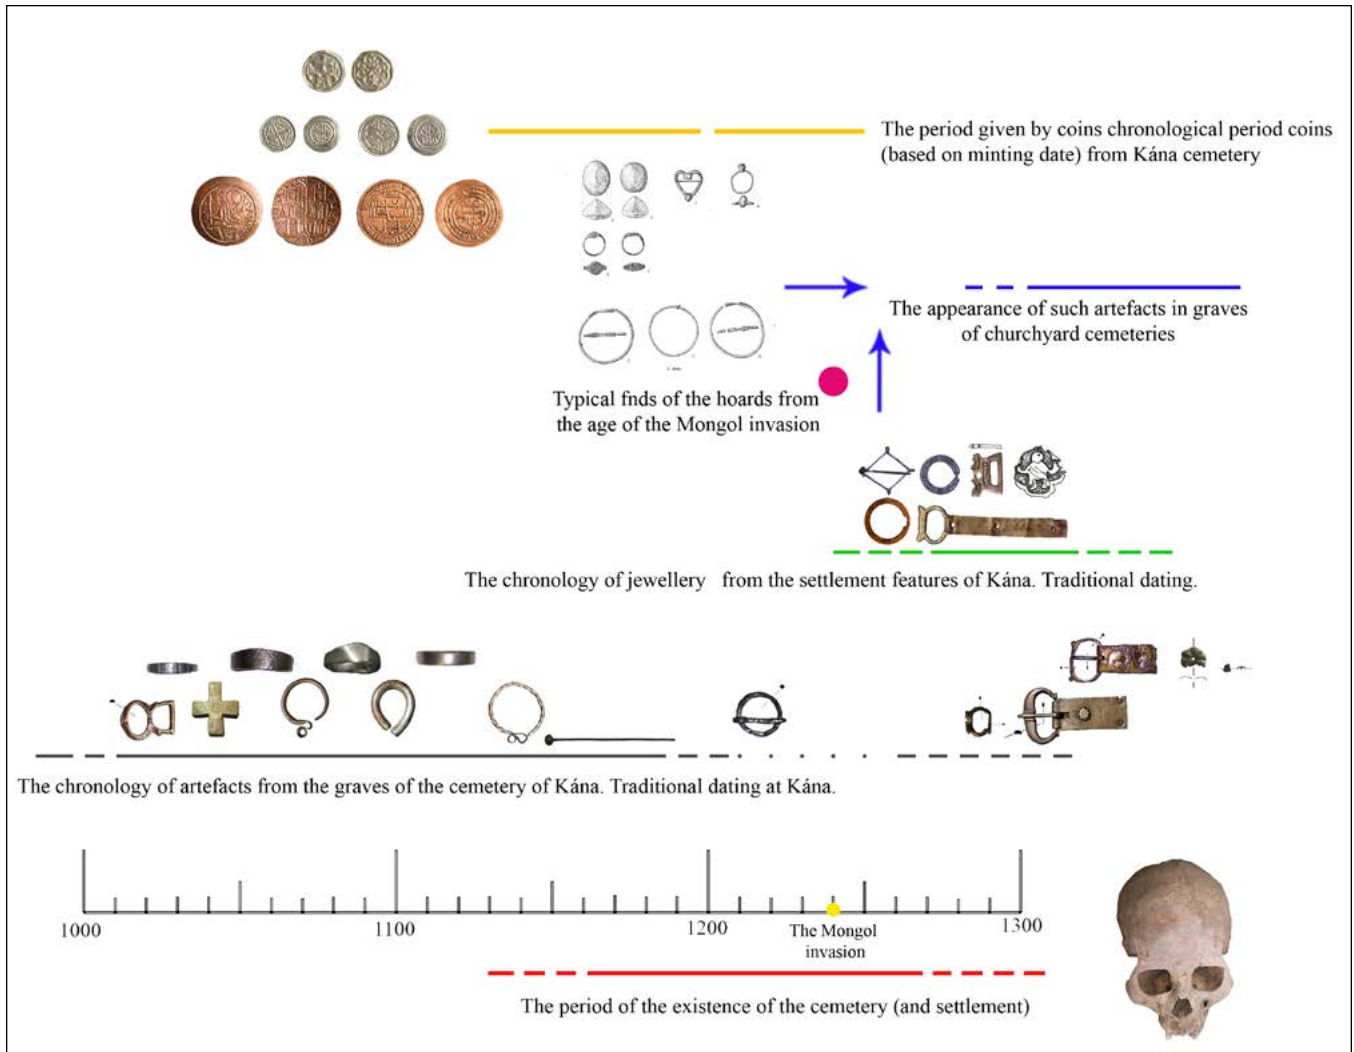 The period given by coins chronological period coins
(based on minting date) from Kána cemetery
The appearance of such artefacts in graves
of churchyard cemeteries
Typical fnds of the hoards from
the age of the Mongol invasion
The chronology of jewellery from the settlement features of Kána. Traditional dating.
The chronology of artefacts from the graves of the cemetery of Kána. Traditional dating at Kána.
1000
1100
1200
1300
The Mongol
invasion
The period of the existence of the cemetery (and settlement)